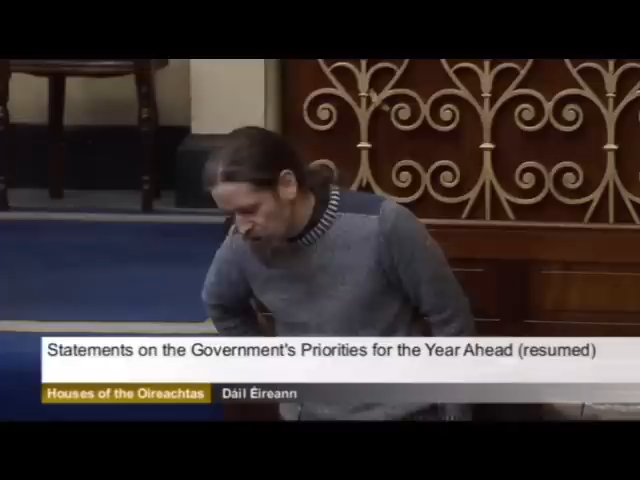 Statements on the Government's Priorities for the Year Ahead (resumed)
Houses of the Oireachtas Dáil Éireann